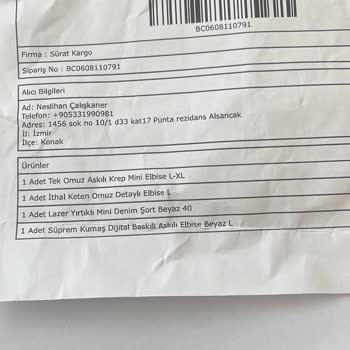 BC0608110791
Firma : Sürat Kargo
Sipariş No : BC0608110791
Alıcı Bilgileri
Ad: Neslihan Çalışkaner
Telefon: +905331990981
Adres: 1456 sok no 10/1 d33 kat17 Punta rezidans Alsancak
İl: İzmir
İlçe: Konak
Ürünler
1 Adet Tek Omuz Askılı Krep Mini Elbise L-XL
1 Adet İthal Keten Omuz Detaylı Elbise L
1 Adet Lazer Yırtıklı Mini Denim Şort Beyaz 40
1 Adet Süprem Kumaş Dijital Baskılı Askılı Elbise Beyaz L